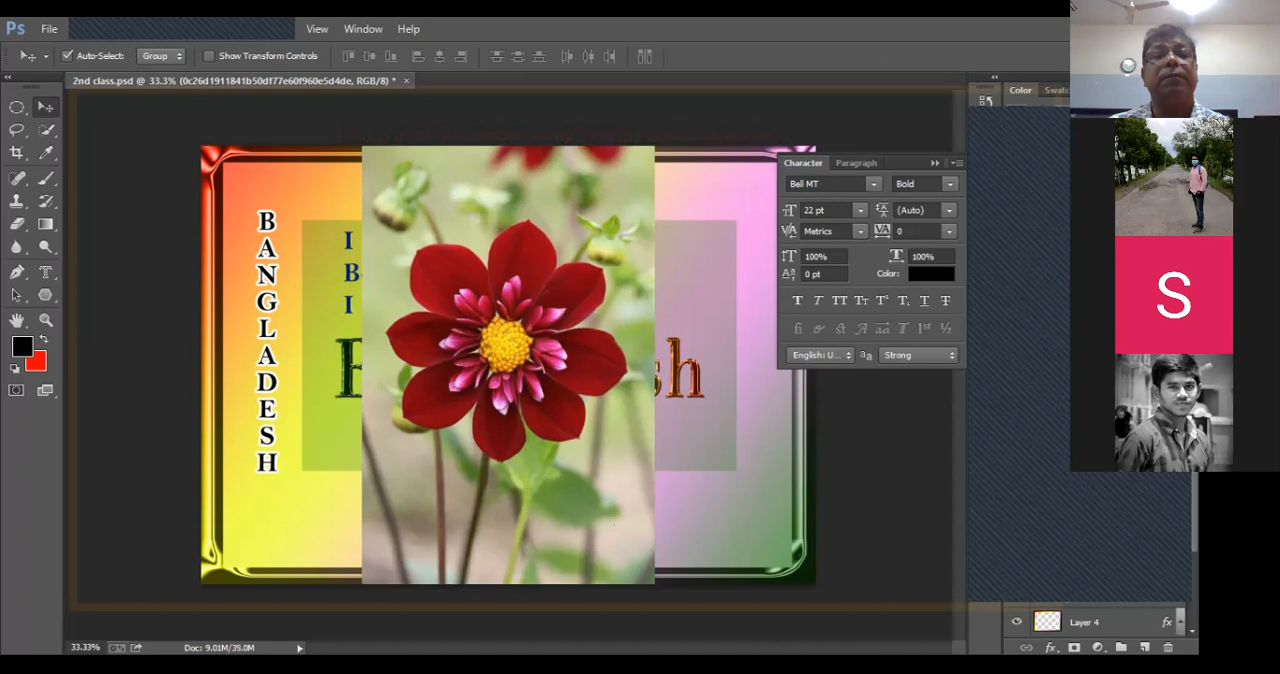 Ps File View Window Help
Auto-Select: Group Show Transform Controls
2nd class.psd @ 33.3% (0c26d1911841b50df77e60f960e5d4de, RGB/8) * ×
Color Swatc
Character Paragraph
Bell MT Bold
22 pt (Auto)
Metrics 0
100% 100%
0 pt Color:
English: U... Strong
BANGLADESH
I
B
I
sh
S
Layer 4 fx
33.33% Doc: 9.01M/39.0M